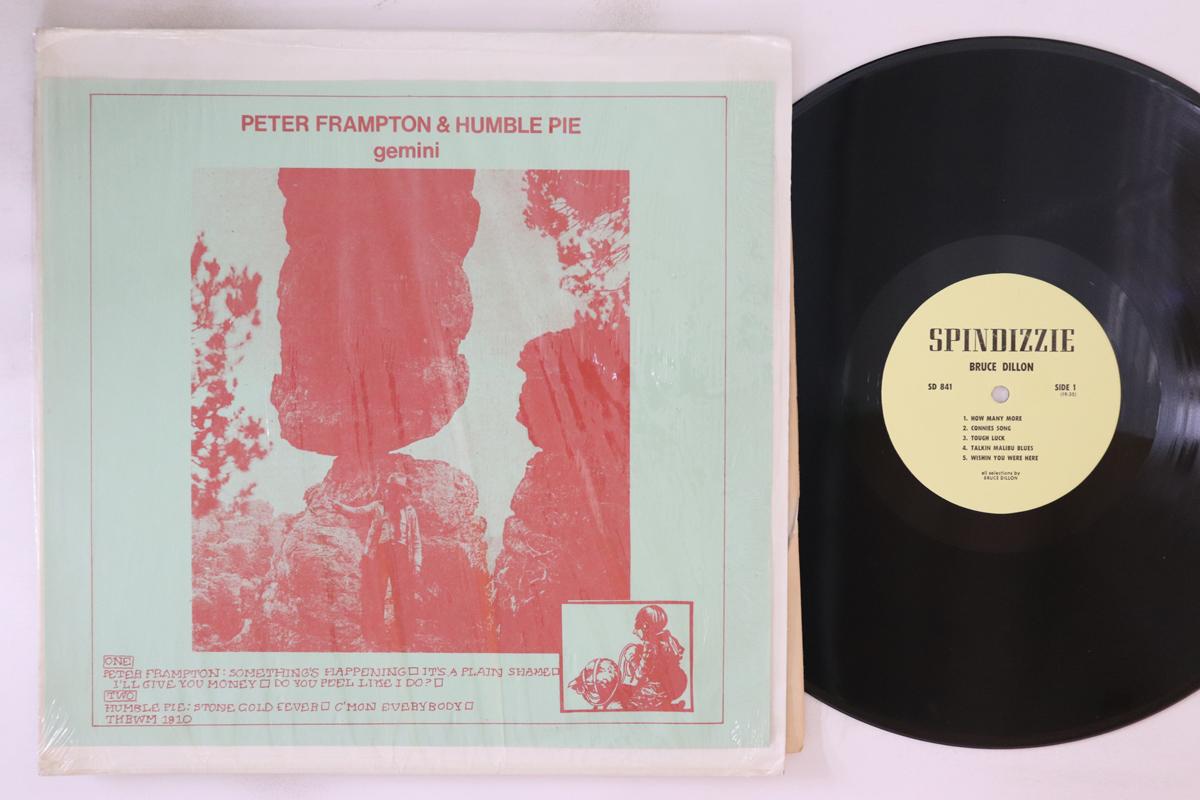 PETER FRAMPTON & HUMBLE PIE
gemini
ONE
PETER FRAMPTON: SOMETHING'S HAPPENING □ IT'S A PLAIN SHAME □
I'LL GIVE YOU MONEY □ DO YOU FEEL LIKE I DO? □
TWO
HUMBLE PIE: STONE COLD FEVER □ C'MON EVERYBODY □
TKBWM 1810
SPINDIZZIE
BRUCE DILLON
SD 841 SIDE 1
1. HOW MANY MORE
2. CONNIES SONG
3. TOUGH LUCK
4. TALKIN MALIBU BLUES
5. WISHIN YOU WERE HERE
all selections by
BRUCE DILLON